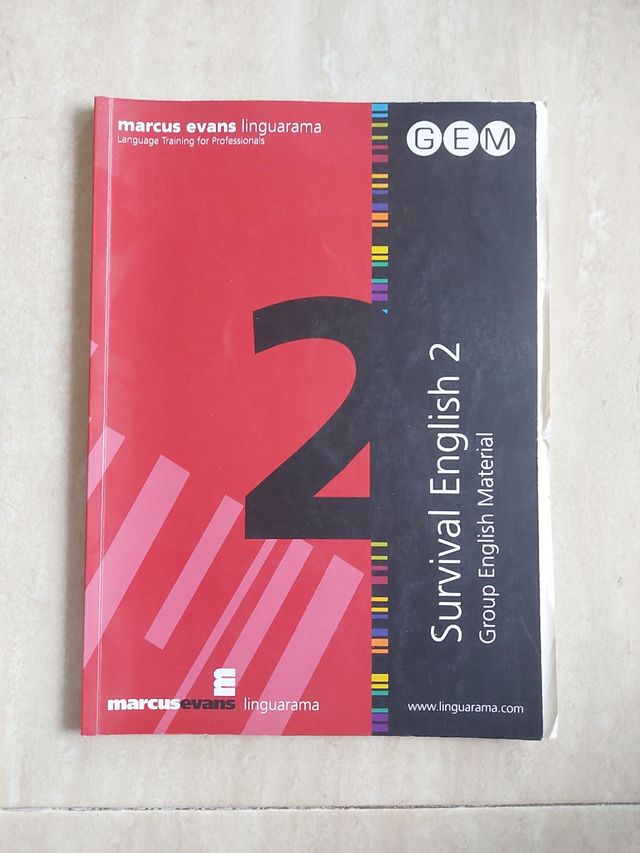 marcus evans linguarama
Language Training for Professionals
GEM
2
Survival English 2
Group English Material
marcusevans linguarama
www.linguarama.com